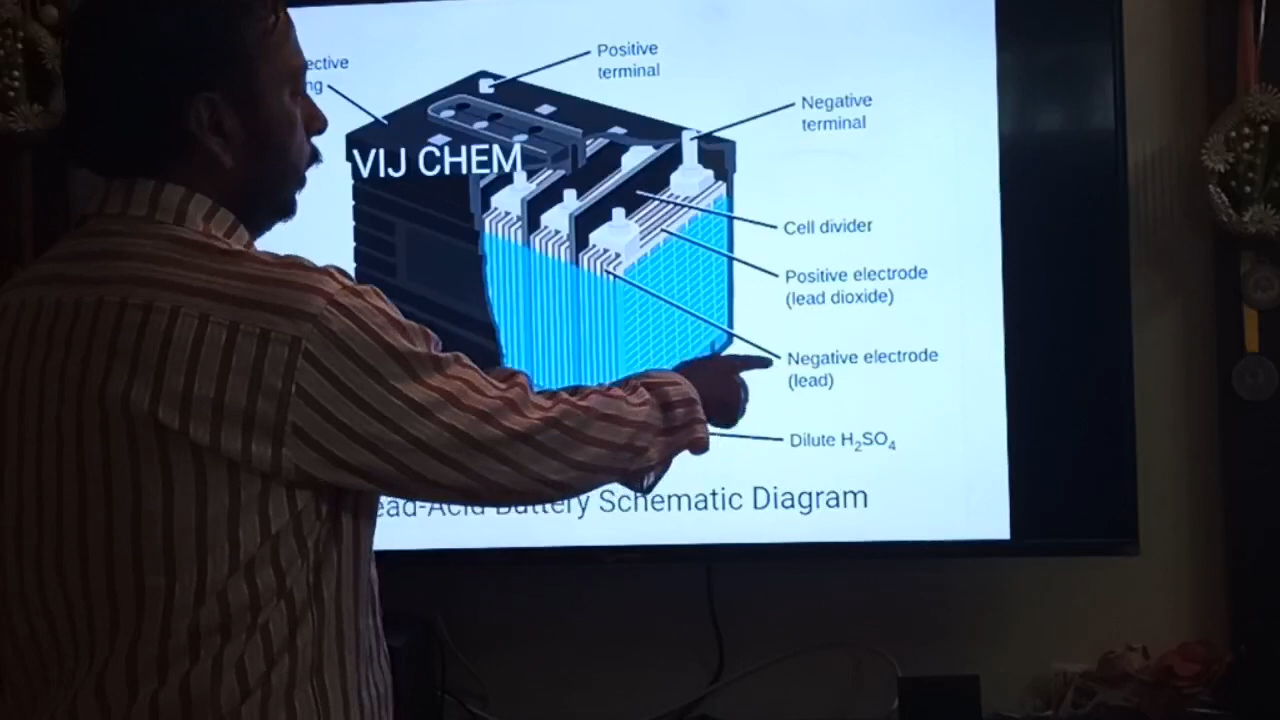 Positive
terminal
Negative
terminal
VIJ CHEM
Cell divider
Positive electrode
(lead dioxide)
Negative electrode
(lead)
Dilute H₂SO₄
Schematic Diagram